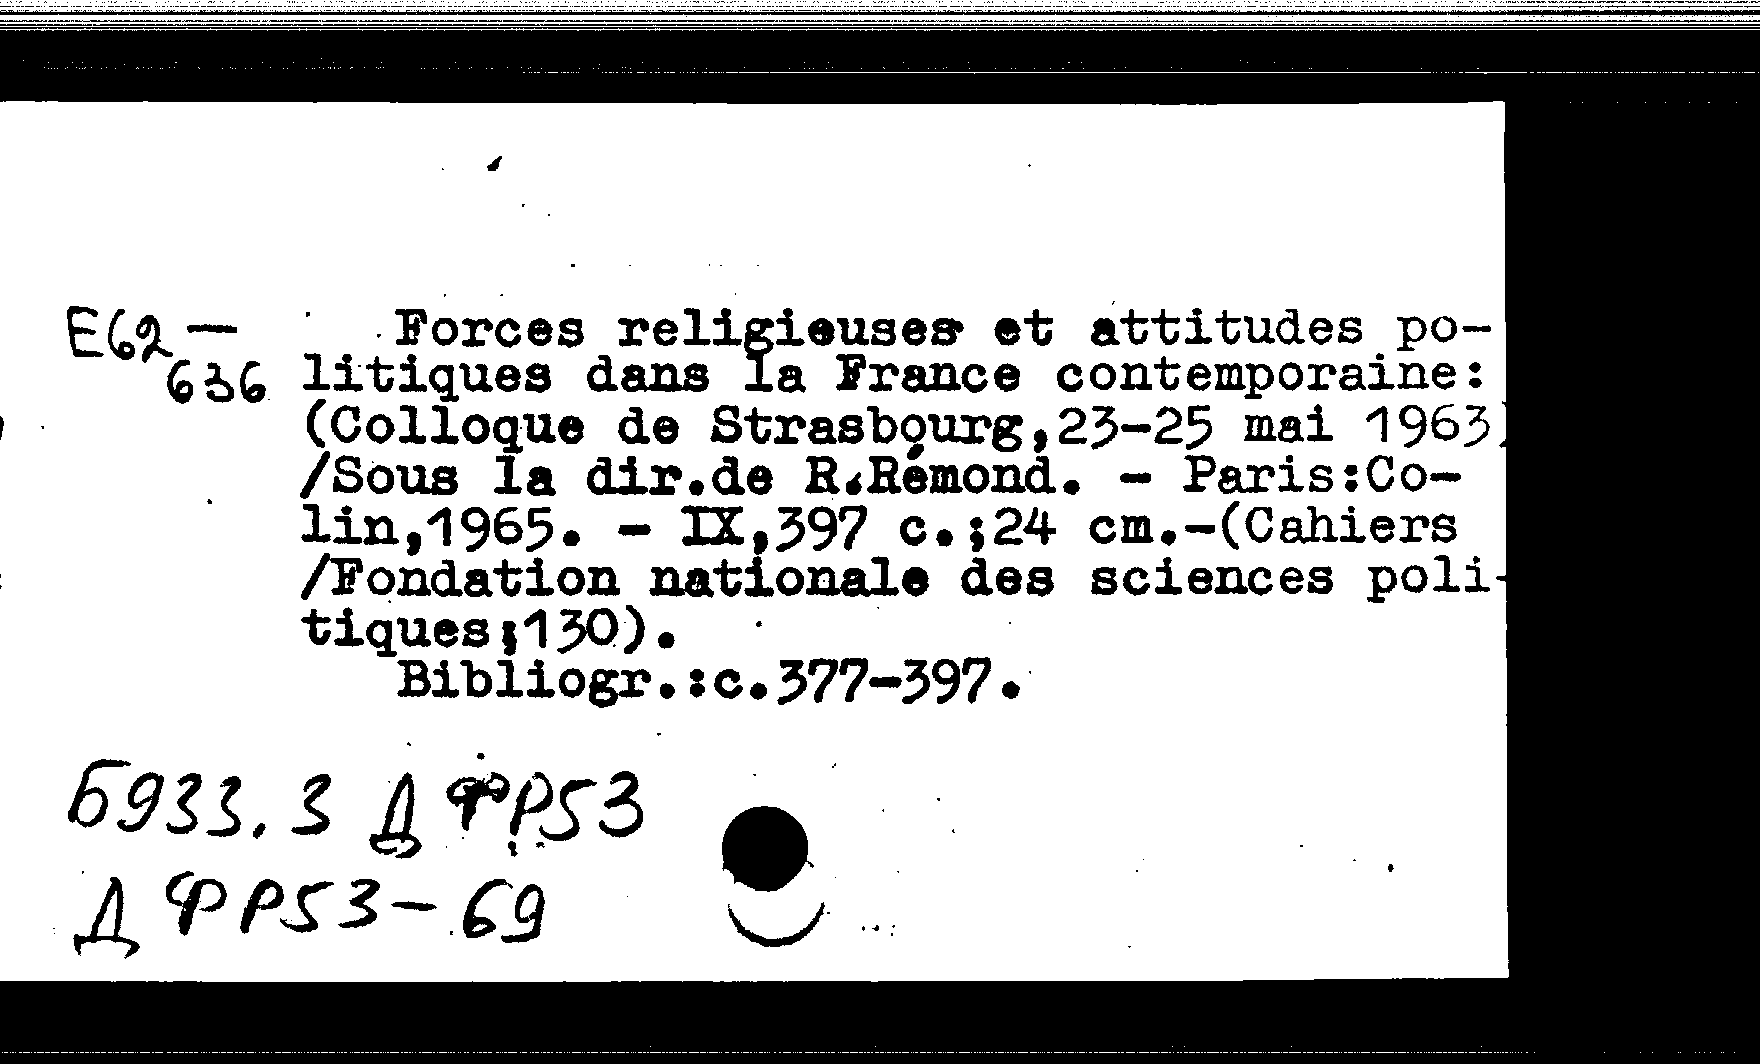 E62—
636
Forces religieuses et attitudes po-
litiques dans la France contemporaine:
(Colloque de Strasbourg,23-25 mai 1963)
/Sous la dir.de R.Rémond. - Paris:Co-
lin,1965. - IX,397 c.;24 cm.-(Cahiers
/Fondation nationale des sciences poli-
tiques;130).
Bibliogr.:c.377-397.
Б933.3 Д ФР53
Д ФР53-69